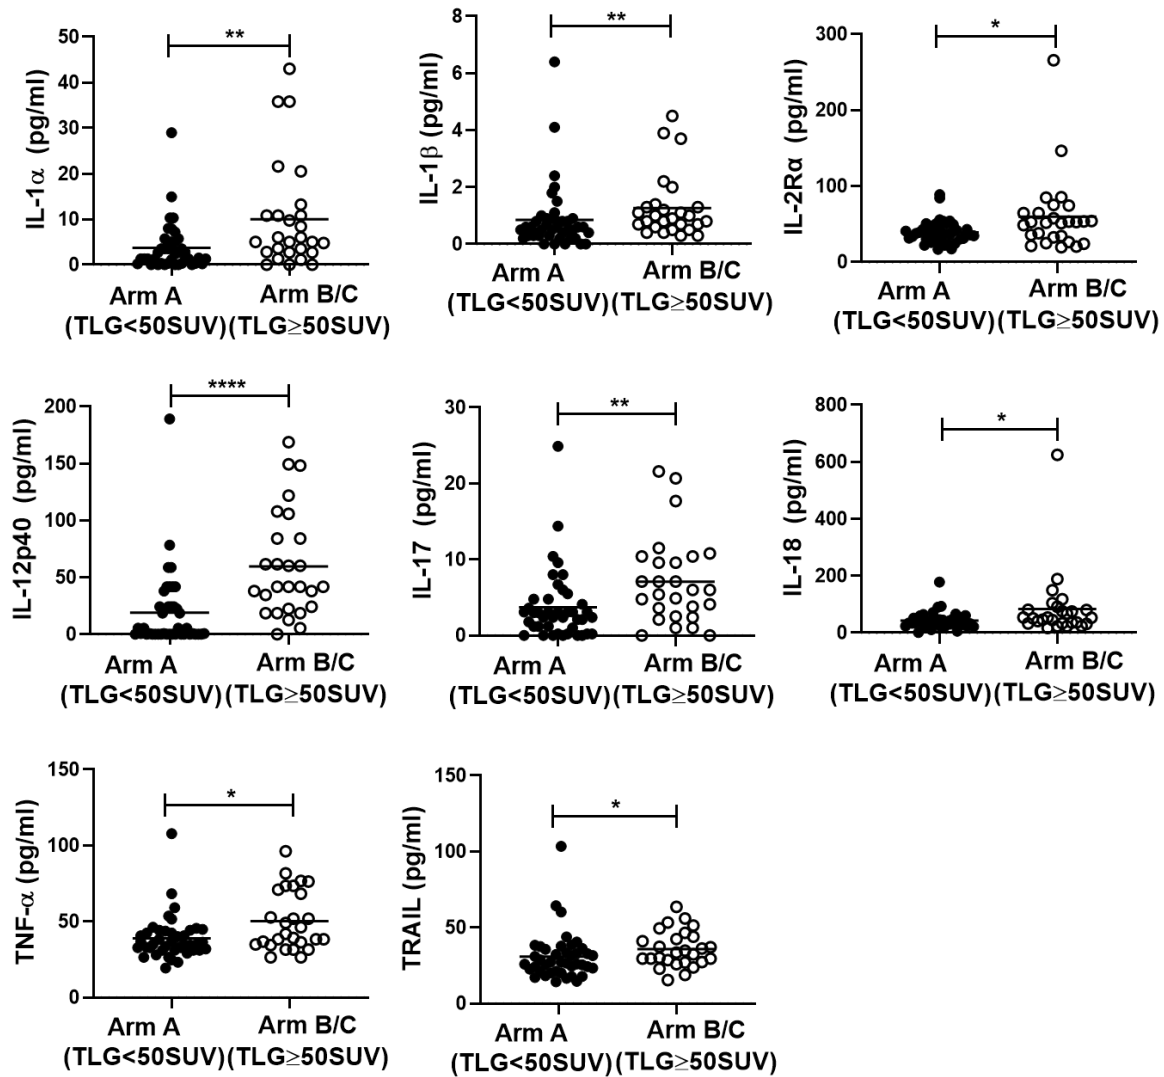 IL-1α (pg/ml)
50
40
30
20
10
0
**
Arm A
(TLG<50SUV)
Arm B/C
(TLG≥50SUV)
IL-1β (pg/ml)
8
6
4
2
0
**
Arm A
(TLG<50SUV)
Arm B/C
(TLG≥50SUV)
IL-2Rα (pg/ml)
300
200
100
0
*
Arm A
(TLG<50SUV)
Arm B/C
(TLG≥50SUV)
IL-12p40 (pg/ml)
200
150
100
50
0
****
Arm A
(TLG<50SUV)
Arm B/C
(TLG≥50SUV)
IL-17 (pg/ml)
30
20
10
0
**
Arm A
(TLG<50SUV)
Arm B/C
(TLG≥50SUV)
IL-18 (pg/ml)
800
600
400
200
0
*
Arm A
(TLG<50SUV)
Arm B/C
(TLG≥50SUV)
TNF-α (pg/ml)
150
100
50
0
*
Arm A
(TLG<50SUV)
Arm B/C
(TLG≥50SUV)
TRAIL (pg/ml)
150
100
50
0
*
Arm A
(TLG<50SUV)
Arm B/C
(TLG≥50SUV)